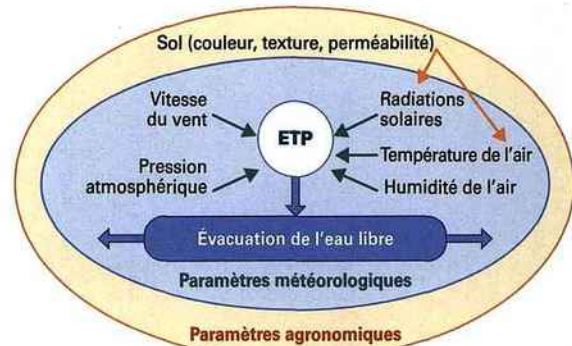 Sol (couleur, texture, perméabilité)
Vitesse
du vent
Radiations
solaires
ETP
Température de l'air
Pression
atmosphérique
Humidité de l'air
Évacuation de l'eau libre
Paramètres météorologiques
Paramètres agronomiques